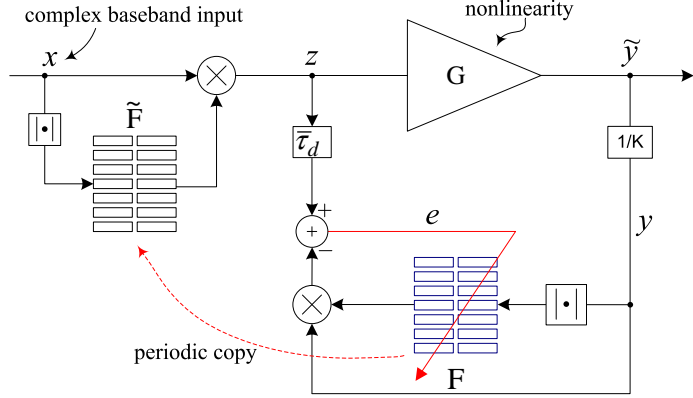 complex baseband input
nonlinearity
x
z
ỹ
|•|
F̃
G
τ̄d
1/K
+
+
−
e
y
|•|
periodic copy
F